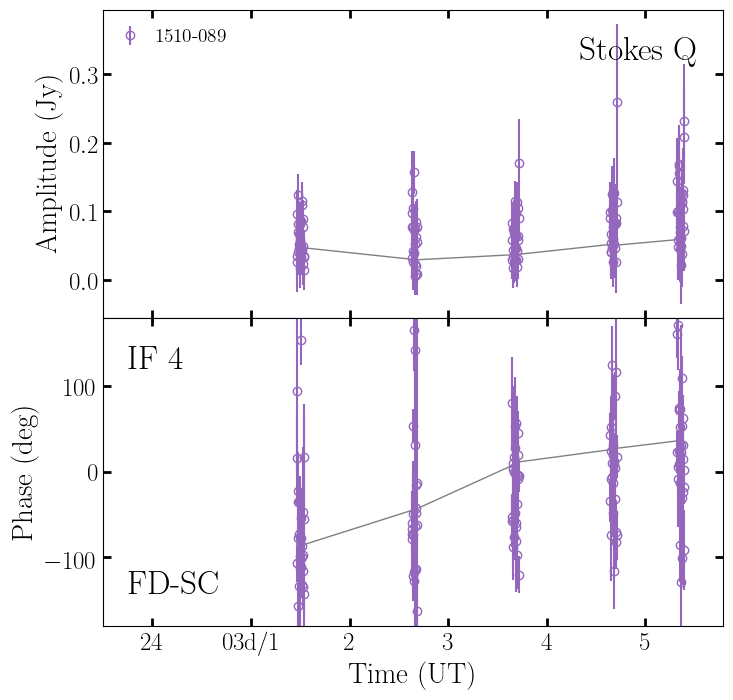 1510-089
Stokes Q
Amplitude (Jy)
0.3
0.2
0.1
0.0
IF 4
Phase (deg)
100
0
−100
FD-SC
24 03d/1 2 3 4 5
Time (UT)